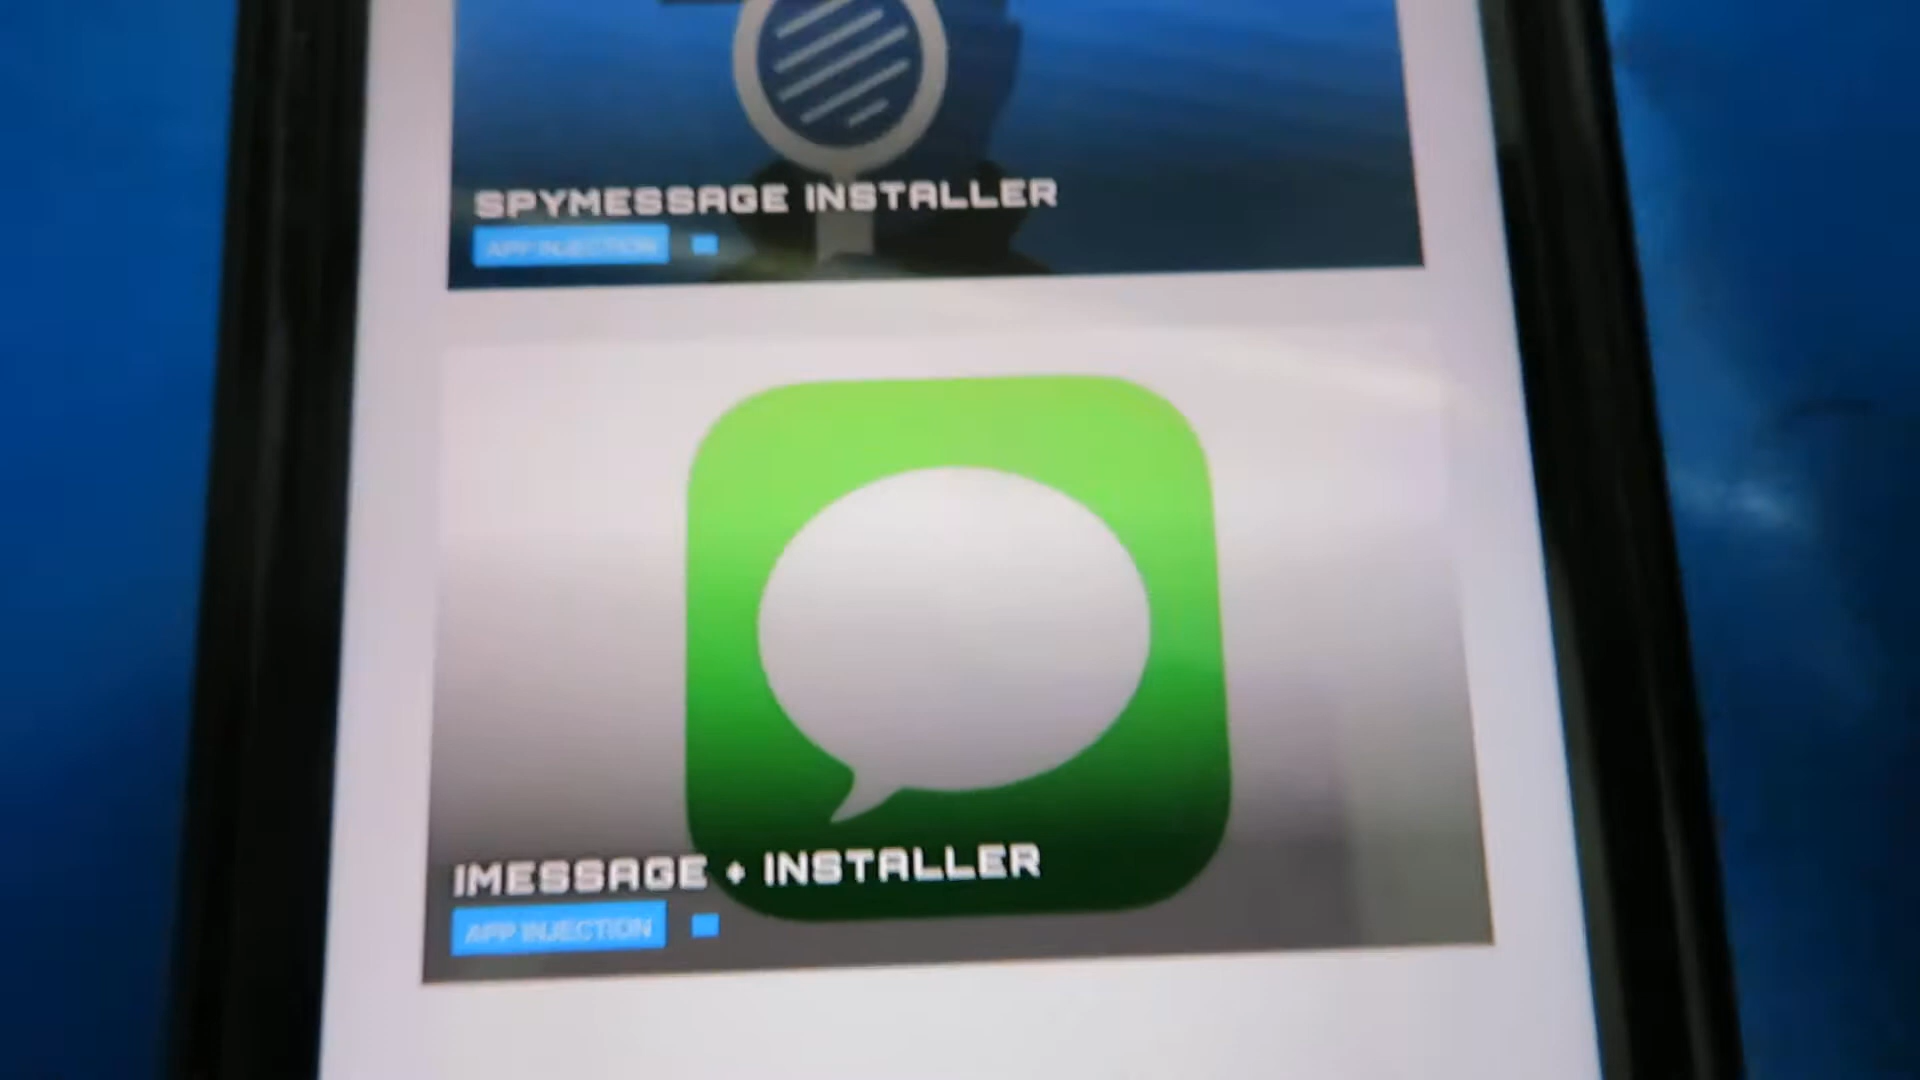 SPYMESSAGE INSTALLER
APP INJECTION
IMESSAGE + INSTALLER
APP INJECTION